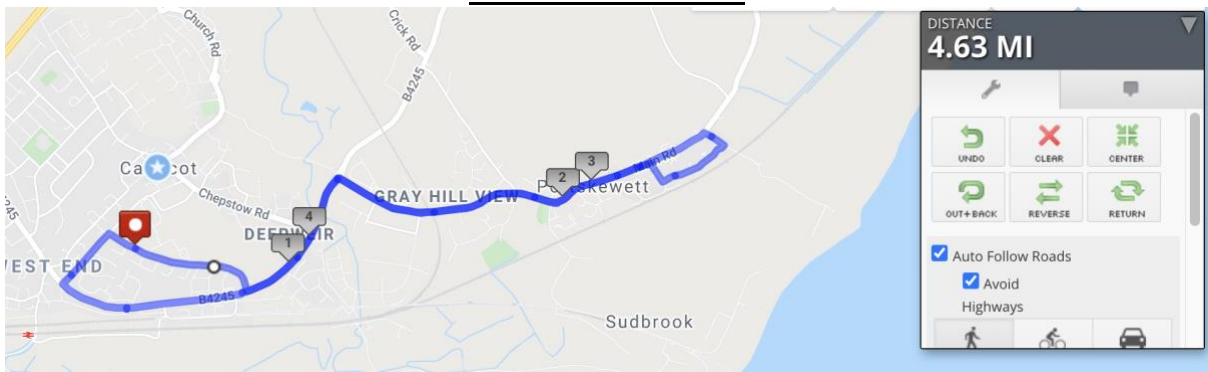 Church Rd
Crick Rd
B4245
Chepstow Rd
GRAY HILL VIEW
Main Rd
DEEPWEIR
WEST END
B4245
Sudbrook
1
2
3
4
DISTANCE
4.63 MI
UNDO
CLEAR
CENTER
OUT+BACK
REVERSE
RETURN
Auto Follow Roads
Avoid
Highways